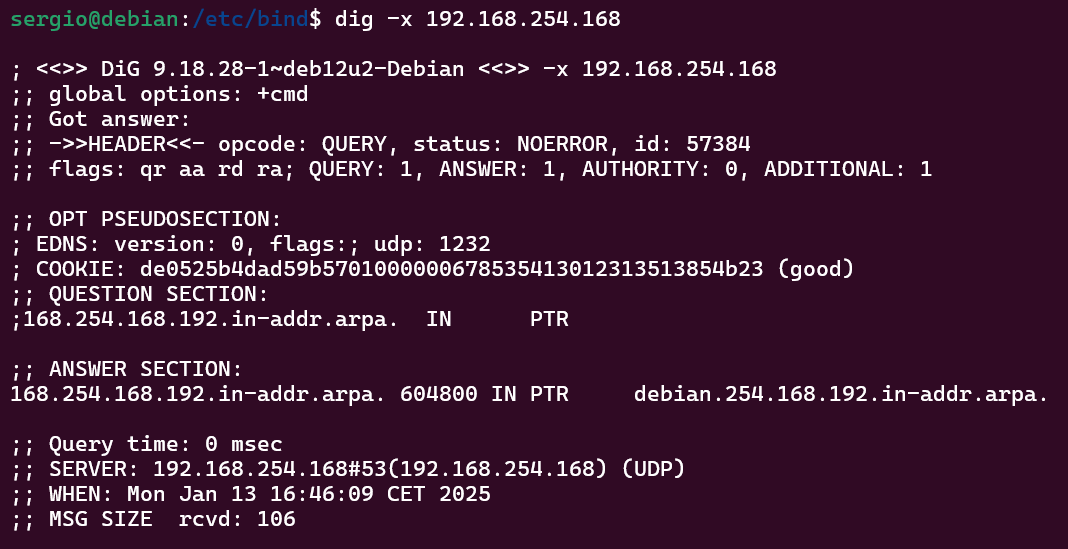 sergio@debian:/etc/bind$ dig -x 192.168.254.168
; <<>> DiG 9.18.28-1~deb12u2-Debian <<>> -x 192.168.254.168
;; global options: +cmd
;; Got answer:
;; ->>HEADER<<- opcode: QUERY, status: NOERROR, id: 57384
;; flags: qr aa rd ra; QUERY: 1, ANSWER: 1, AUTHORITY: 0, ADDITIONAL: 1
;; OPT PSEUDOSECTION:
; EDNS: version: 0, flags:; udp: 1232
; COOKIE: de0525b4dad59b5701000000678535413012313513854b23 (good)
;; QUESTION SECTION:
;168.254.168.192.in-addr.arpa. IN PTR
;; ANSWER SECTION:
168.254.168.192.in-addr.arpa. 604800 IN PTR debian.254.168.192.in-addr.arpa.
;; Query time: 0 msec
;; SERVER: 192.168.254.168#53(192.168.254.168) (UDP)
;; WHEN: Mon Jan 13 16:46:09 CET 2025
;; MSG SIZE rcvd: 106